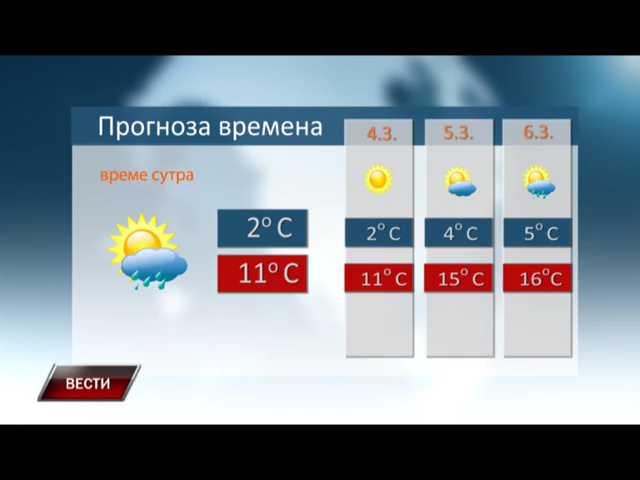 Прогноза времена
време сутра
2° C
11° C
4.3.
2° C
11° C
5.3.
4° C
15° C
6.3.
5° C
16° C
ВЕСТИ